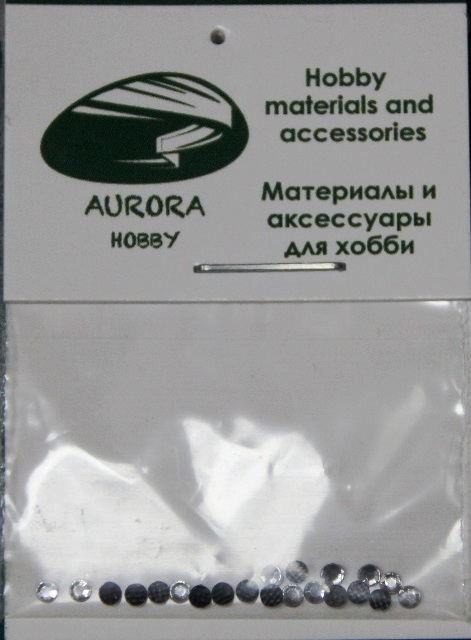 AURORA
HOBBY
Hobby
materials and
accessories
Материалы и
аксессуары
для хобби